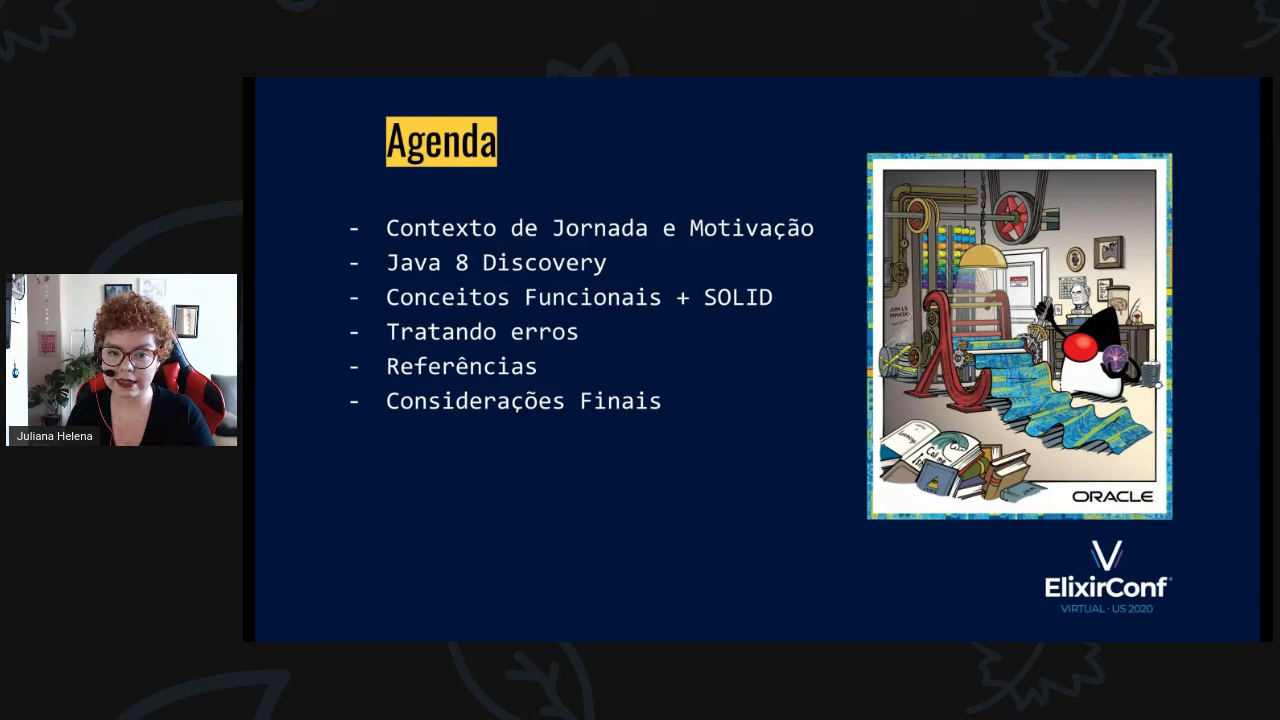 Agenda
- Contexto de Jornada e Motivação
- Java 8 Discovery
- Conceitos Funcionais + SOLID
- Tratando erros
- Referências
- Considerações Finais
ORACLE
ElixirConf
VIRTUAL · US 2020
Juliana Helena